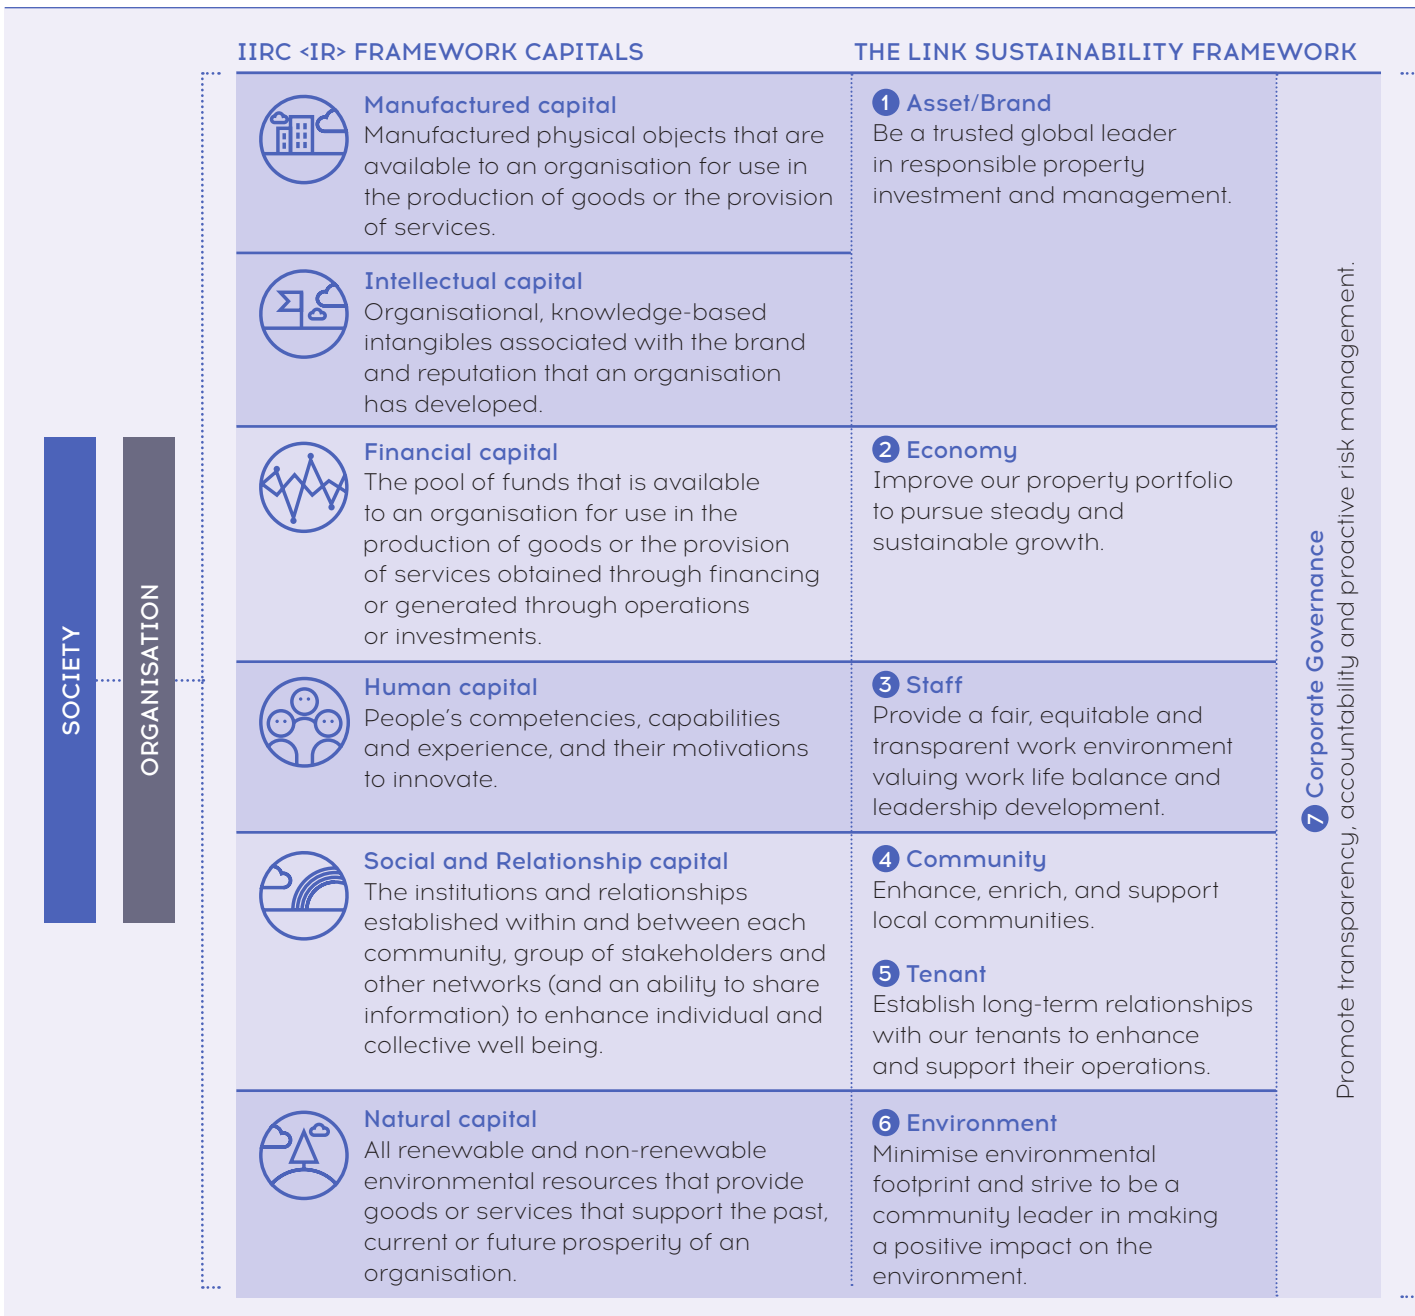 IIRC <IR> FRAMEWORK CAPITALS
THE LINK SUSTAINABILITY FRAMEWORK
SOCIETY
ORGANISATION
Manufactured capital
Manufactured physical objects that are
available to an organisation for use in
the production of goods or the provision
of services.
1 Asset/Brand
Be a trusted global leader
in responsible property
investment and management.
Intellectual capital
Organisational, knowledge-based
intangibles associated with the brand
and reputation that an organisation
has developed.
Financial capital
The pool of funds that is available
to an organisation for use in the
production of goods or the provision
of services obtained through financing
or generated through operations
or investments.
2 Economy
Improve our property portfolio
to pursue steady and
sustainable growth.
Human capital
People’s competencies, capabilities
and experience, and their motivations
to innovate.
3 Staff
Provide a fair, equitable and
transparent work environment
valuing work life balance and
leadership development.
Social and Relationship capital
The institutions and relationships
established within and between each
community, group of stakeholders and
other networks (and an ability to share
information) to enhance individual and
collective well being.
4 Community
Enhance, enrich, and support
local communities.
5 Tenant
Establish long-term relationships
with our tenants to enhance
and support their operations.
Natural capital
All renewable and non-renewable
environmental resources that provide
goods or services that support the past,
current or future prosperity of an
organisation.
6 Environment
Minimise environmental
footprint and strive to be a
community leader in making
a positive impact on the
environment.
7 Corporate Governance
Promote transparency, accountability and proactive risk management.